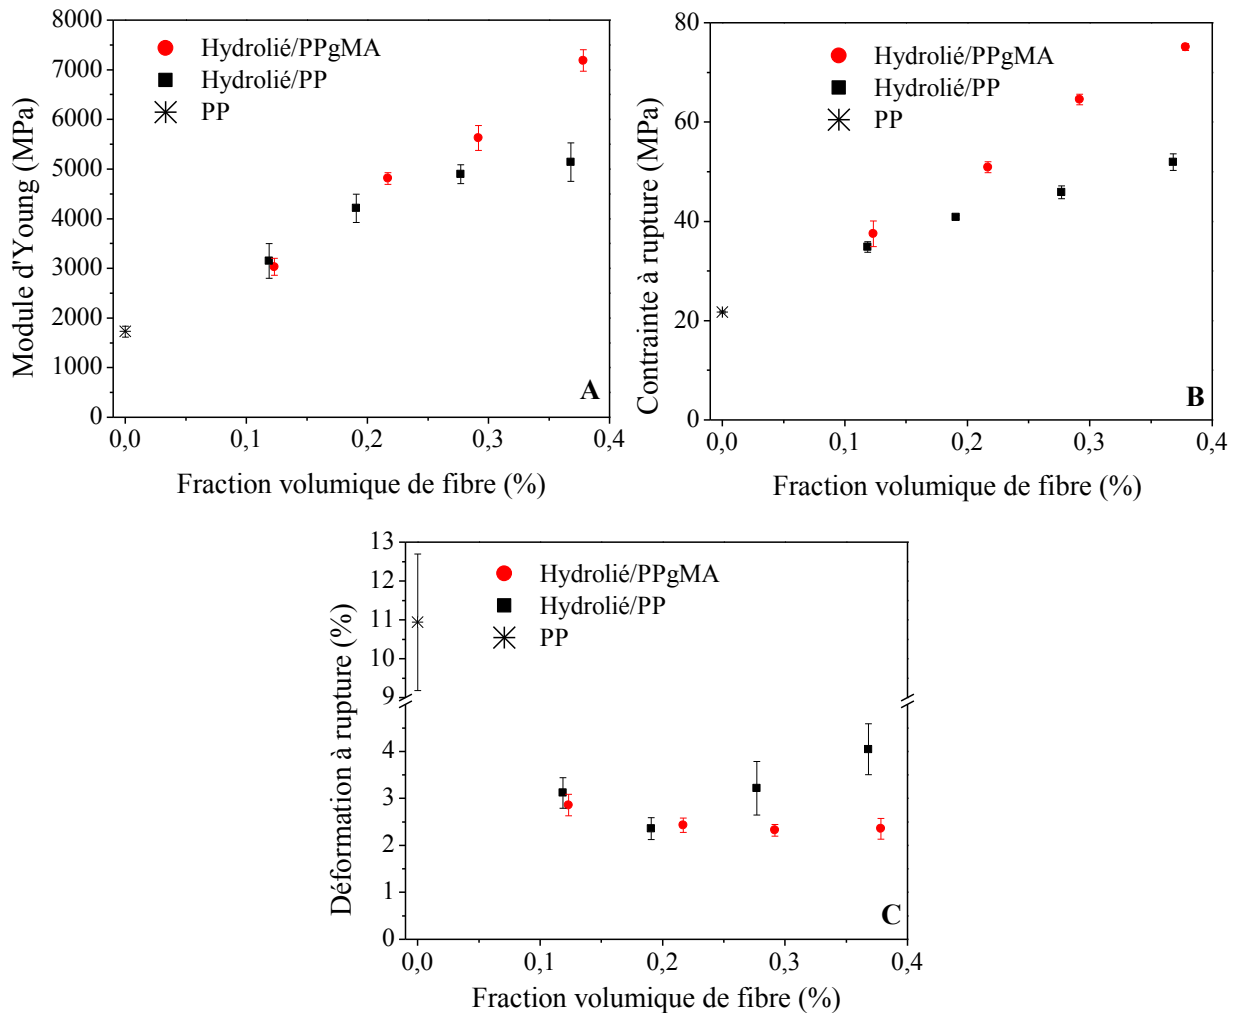 8000
7000
6000
5000
4000
3000
2000
1000
0
Module d'Young (MPa)
Hydrolié/PPgMA
Hydrolié/PP
PP
A
0,0 0,1 0,2 0,3 0,4
Fraction volumique de fibre (%)
80
60
40
20
0
Contrainte à rupture (MPa)
Hydrolié/PPgMA
Hydrolié/PP
PP
B
0,0 0,1 0,2 0,3 0,4
Fraction volumique de fibre (%)
13
12
11
10
9
4
3
2
1
0
Déformation à rupture (%)
Hydrolié/PPgMA
Hydrolié/PP
PP
C
0,0 0,1 0,2 0,3 0,4
Fraction volumique de fibre (%)